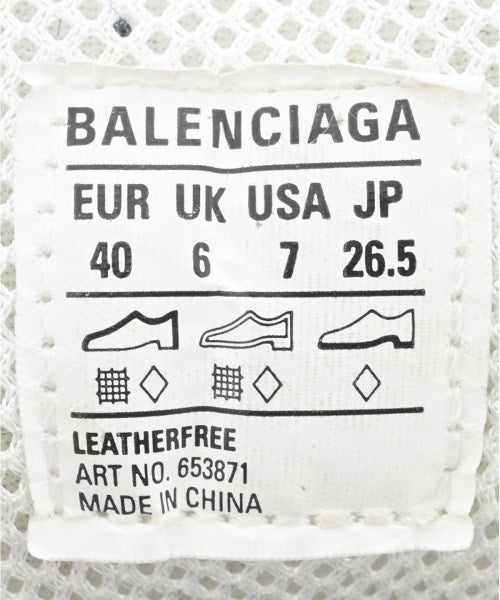 BALENCIAGA
EUR UK USA JP
40 6 7 26.5
LEATHERFREE
ART NO. 653871
MADE IN CHINA